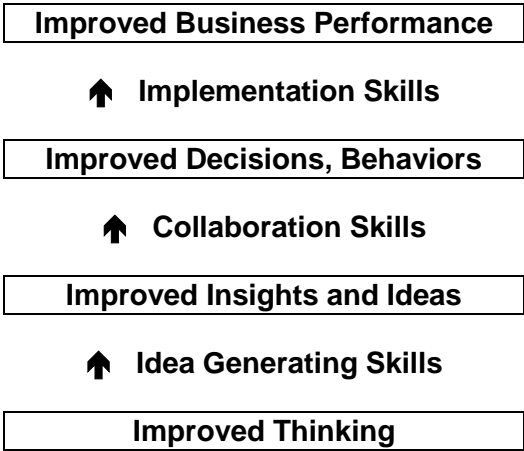 Improved Business Performance
Implementation Skills
Improved Decisions, Behaviors
Collaboration Skills
Improved Insights and Ideas
Idea Generating Skills
Improved Thinking